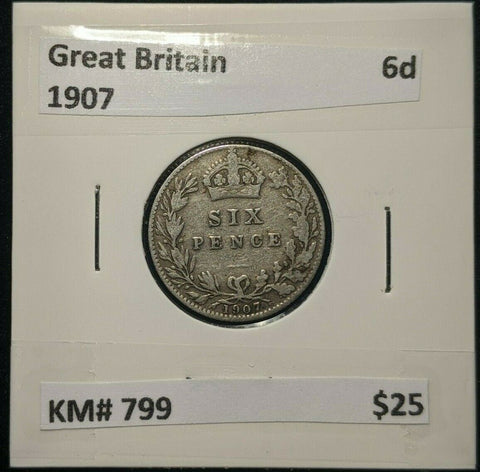 Great Britain 6d
1907
SIX
PENCE
1907
KM# 799 $25